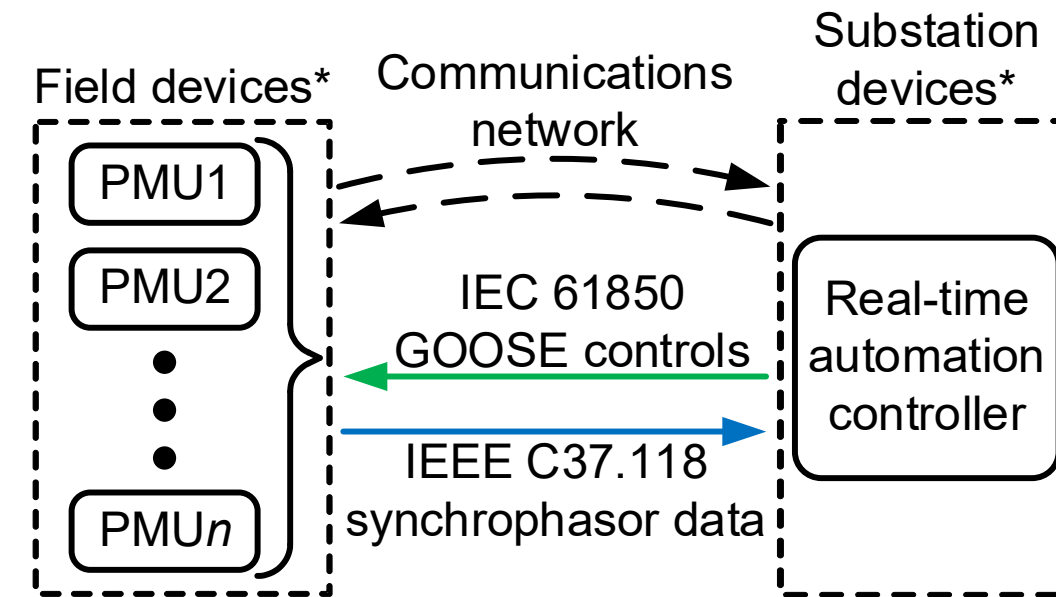 Field devices*
PMU1
PMU2
PMUn
Communications
network
IEC 61850
GOOSE controls
IEEE C37.118
synchrophasor data
Substation
devices*
Real-time
automation
controller